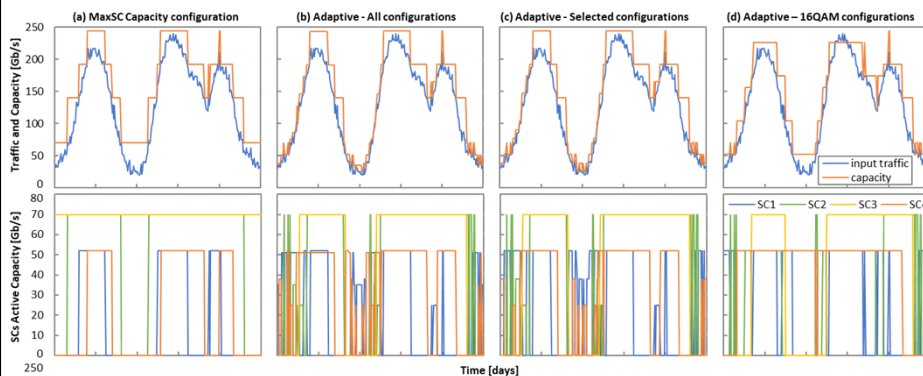 (a) MaxSC Capacity configuration
(b) Adaptive - All configurations
(c) Adaptive - Selected configurations
(d) Adaptive – 16QAM configurations
Traffic and Capacity [Gb/s]
250
200
150
100
50
0
input traffic
capacity
SCs Active Capacity [Gb/s]
80
70
60
50
40
30
20
10
0
250
SC1
SC2
SC3
Time [days]